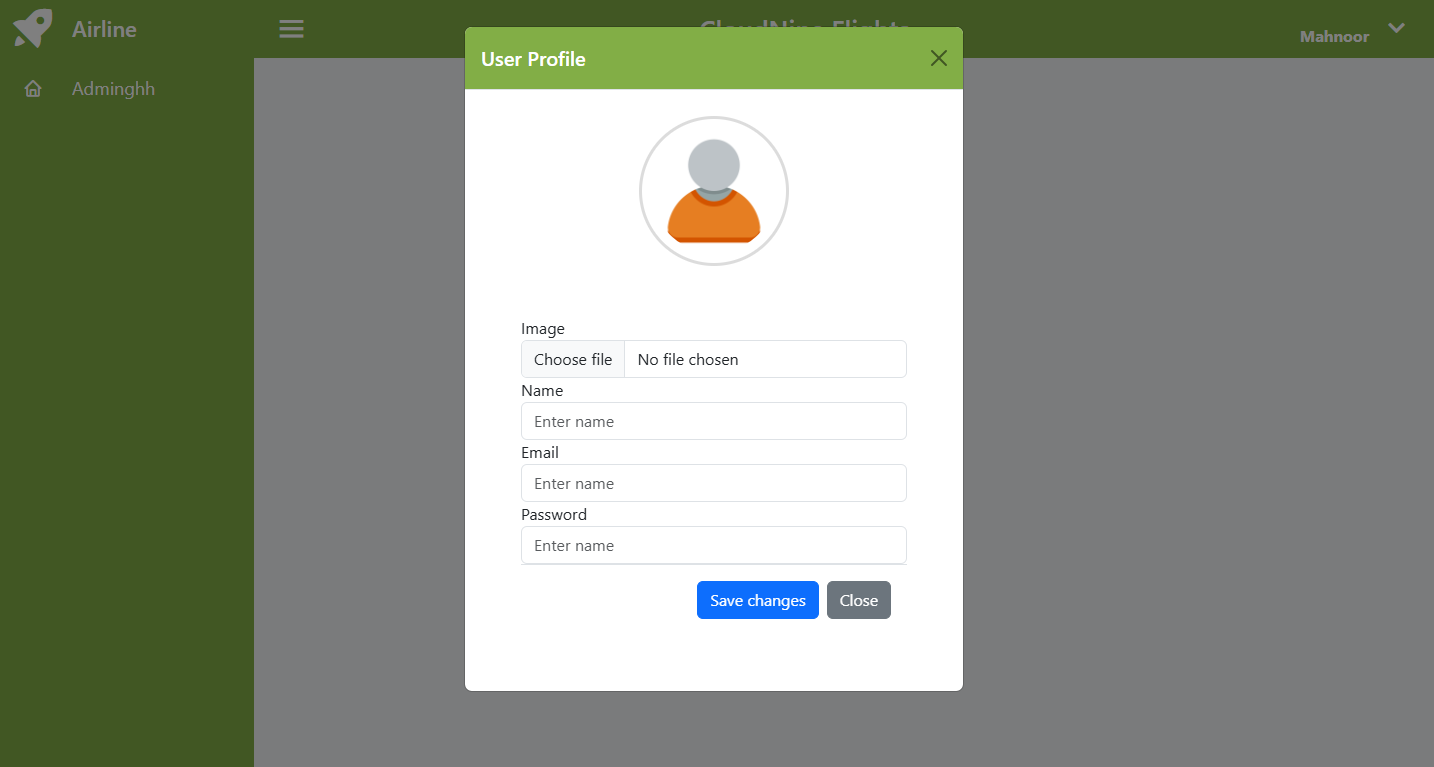 Airline
Mahnoor
Adminghh
User Profile
Image
Choose file No file chosen
Name
Enter name
Email
Enter name
Password
Enter name
Save changes Close